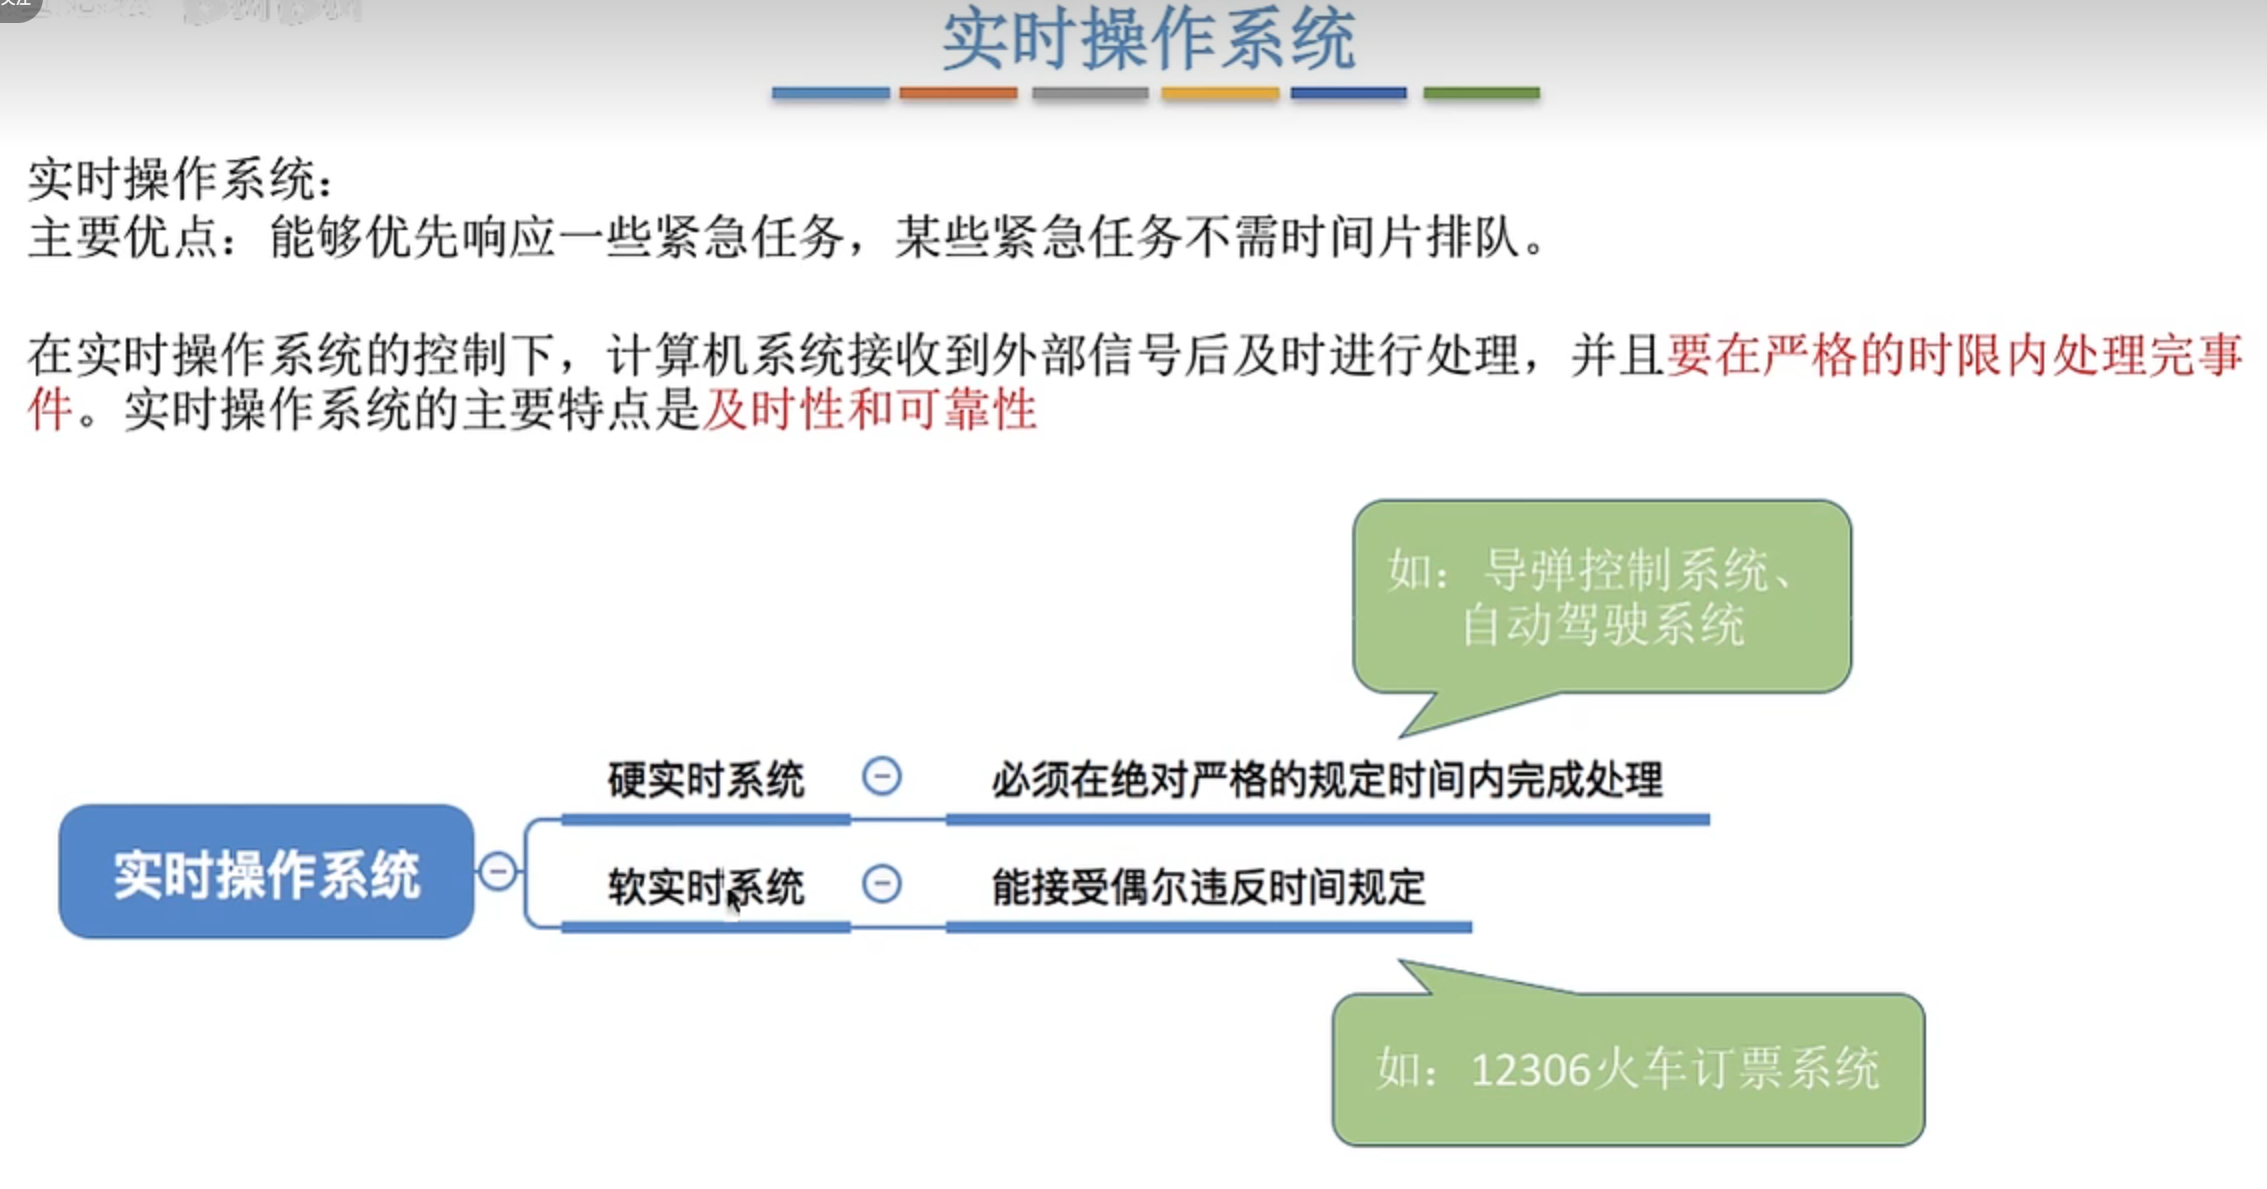 实时操作系统
实时操作系统：
主要优点：能够优先响应一些紧急任务，某些紧急任务不需时间片排队。
在实时操作系统的控制下，计算机系统接收到外部信号后及时进行处理，并且要在严格的时限内处理完事
件。实时操作系统的主要特点是及时性和可靠性
如：导弹控制系统、
自动驾驶系统
硬实时系统
必须在绝对严格的规定时间内完成处理
实时操作系统
软实时系统
能接受偶尔违反时间规定
如：12306火车订票系统